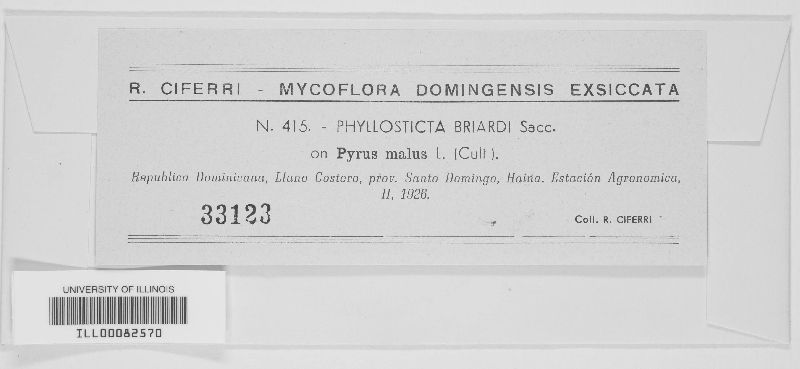 R. CIFERRI - MYCOFLORA DOMINGENSIS EXSICCATA
N. 415. - PHYLLOSTICTA BRIARDI Sacc.
on Pyrus malus L. (Cult).
Republica Dominicana, Llano Costero, prov. Santo Domingo, Haina. Estación Agronomica,
II, 1926.
33123
Coll. R. CIFERRI
UNIVERSITY OF ILLINOIS
ILL00082570